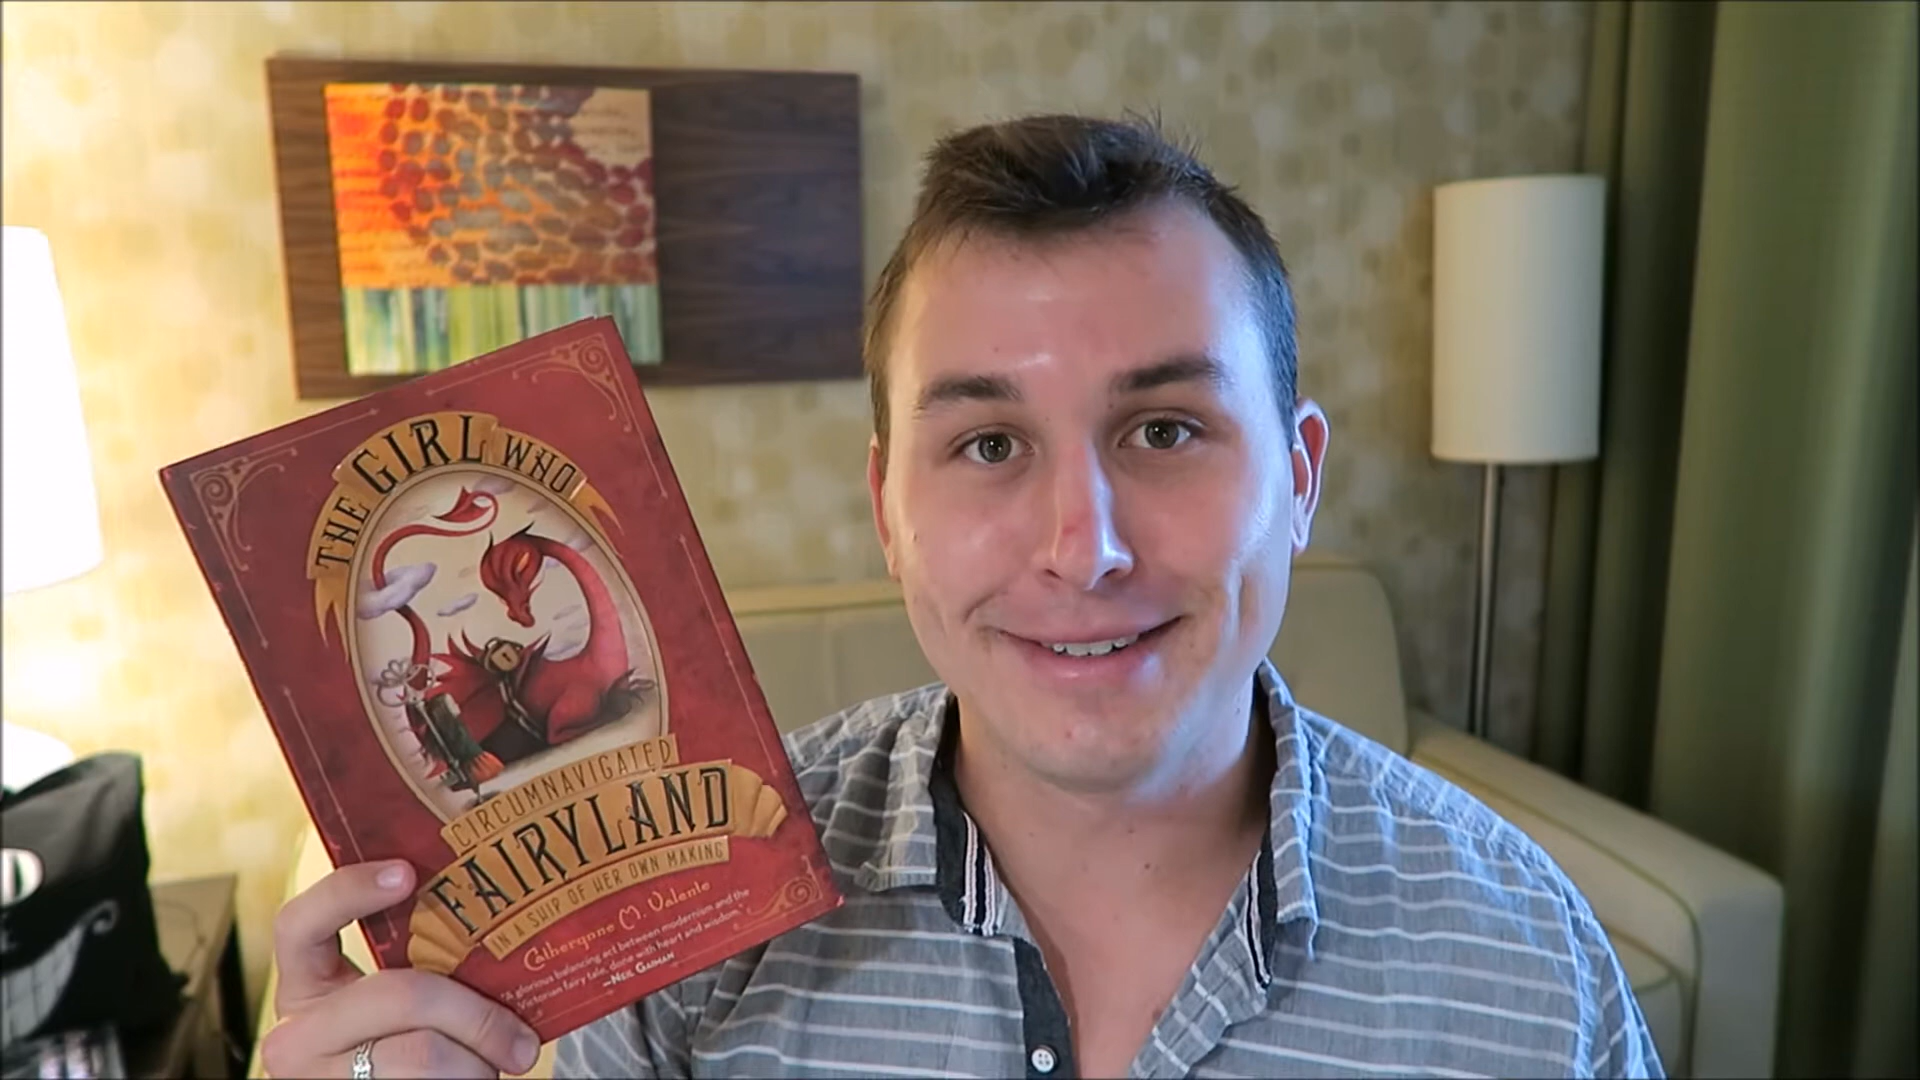 THE GIRL WHO
CIRCUMNAVIGATED
FAIRYLAND
IN A SHIP OF HER OWN MAKING
Catherynne M. Valente
"A glorious balancing act between modernism and the
Victorian fairy tale, done with heart and wisdom."
—NEIL GAIMAN